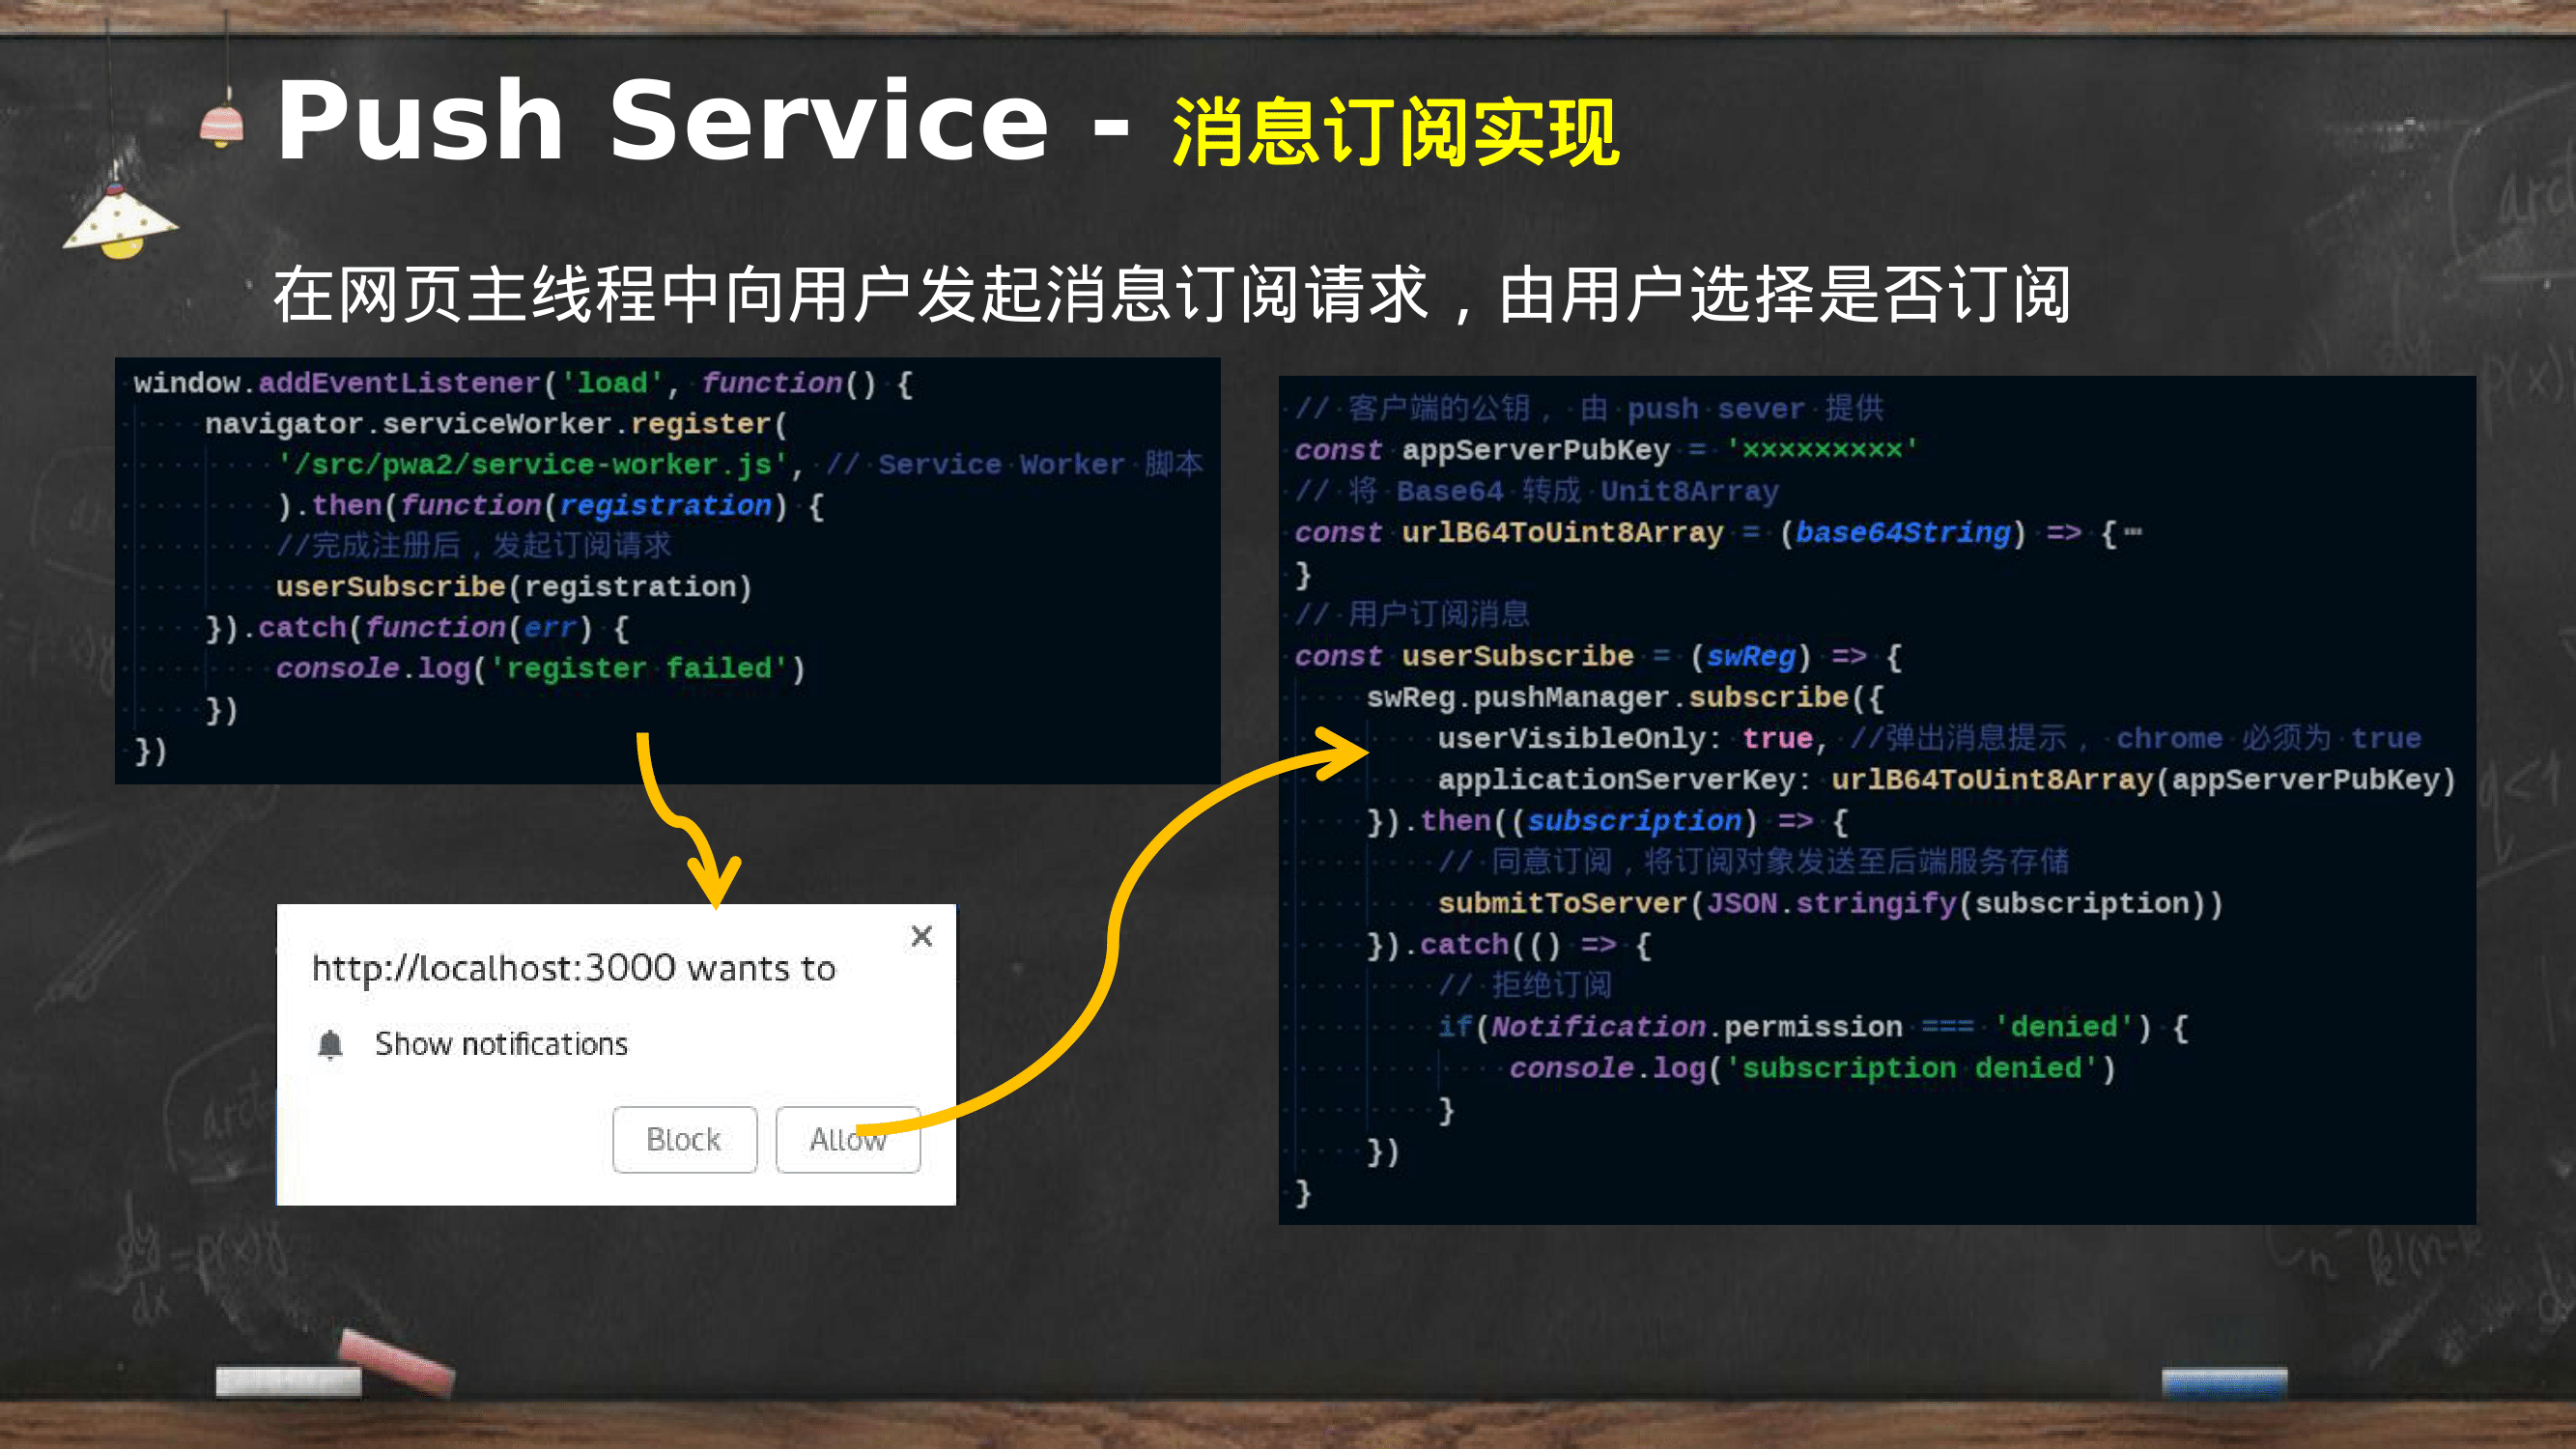 Push Service - 消息订阅实现
在网页主线程中向用户发起消息订阅请求，由用户选择是否订阅
window.addEventListener('load', function() {
navigator.serviceWorker.register(
'/src/pwa2/service-worker.js', // Service Worker 脚本
).then(function(registration) {
//完成注册后，发起订阅请求
userSubscribe(registration)
}).catch(function(err) {
console.log('register failed')
})
})
http://localhost:3000 wants to
Show notifications
Block
Allow
// 客户端的公钥， 由 push sever 提供
const appServerPubKey = '×××××××××'
// 将 Base64 转成 Unit8Array
const urlB64ToUint8Array = (base64String) => {⋯
}
// 用户订阅消息
const userSubscribe = (swReg) => {
swReg.pushManager.subscribe({
userVisibleOnly: true, //弹出消息提示， chrome 必须为 true
applicationServerKey: urlB64ToUint8Array(appServerPubKey)
}).then((subscription) => {
// 同意订阅，将订阅对象发送至后端服务存储
submitToServer(JSON.stringify(subscription))
}).catch(() => {
// 拒绝订阅
if(Notification.permission === 'denied') {
console.log('subscription denied')
}
})
}